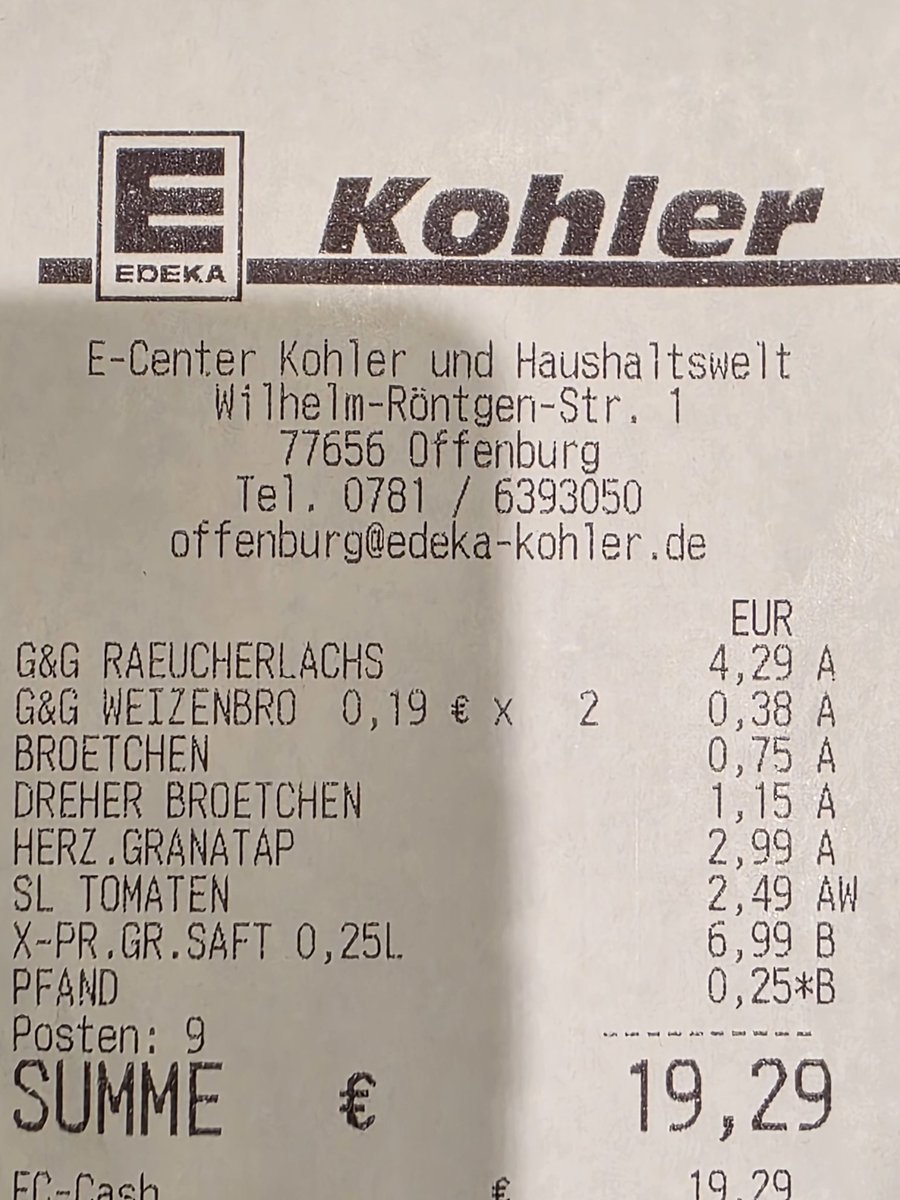 E
EDEKA
Kohler
E-Center Kohler und Haushaltswelt
Wilhelm-Röntgen-Str. 1
77656 Offenburg
Tel. 0781 / 6393050
offenburg@edeka-kohler.de
EUR
G&G RAEUCHERLACHS 4,29 A
G&G WEIZENBRO 0,19 € x 2 0,38 A
BROETCHEN 0,75 A
DREHER BROETCHEN 1,15 A
HERZ.GRANATAP 2,99 A
SL TOMATEN 2,49 AW
X-PR.GR.SAFT 0,25L 6,99 B
PFAND 0,25*B
Posten: 9
SUMME € 19,29
EC-Cash € 19,29